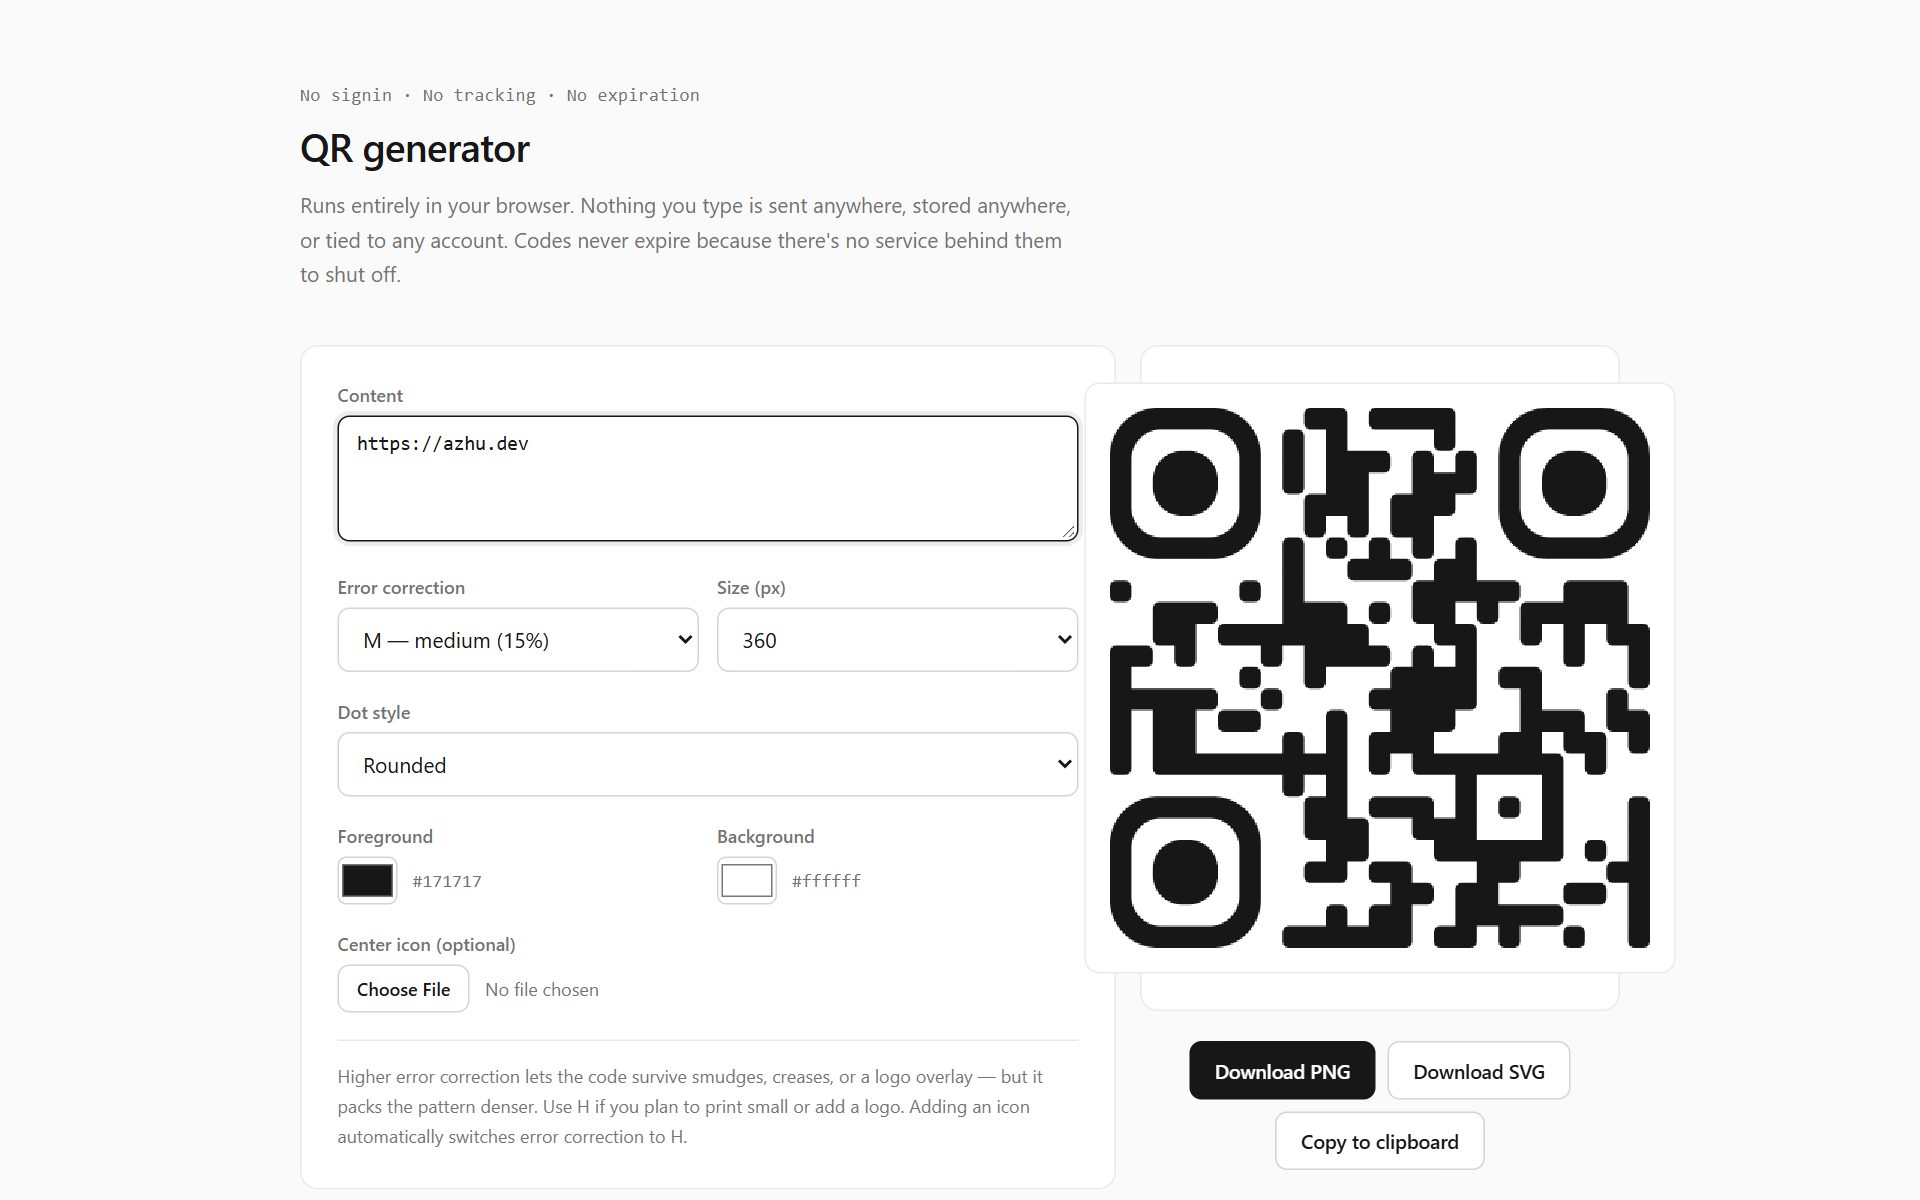 No signin · No tracking · No expiration
QR generator
Runs entirely in your browser. Nothing you type is sent anywhere, stored anywhere,
or tied to any account. Codes never expire because there's no service behind them
to shut off.
Content
https://azhu.dev
Error correction
Size (px)
M — medium (15%)
360
Dot style
Rounded
Foreground
Background
#171717
#ffffff
Center icon (optional)
Choose File
No file chosen
Higher error correction lets the code survive smudges, creases, or a logo overlay — but it
packs the pattern denser. Use H if you plan to print small or add a logo. Adding an icon
automatically switches error correction to H.
Download PNG
Download SVG
Copy to clipboard